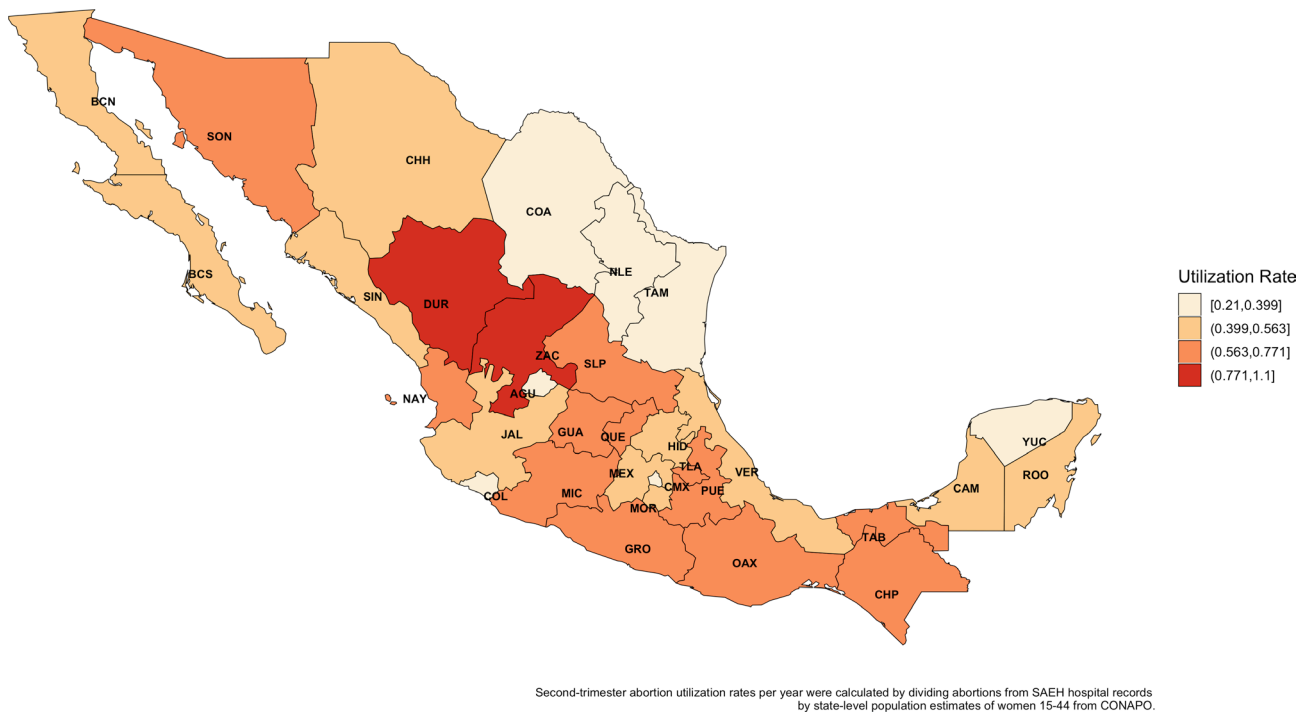 BCN
SON
CHH
COA
BCS
NLE
SIN
DUR
TAM
Utilization Rate
[0.21,0.399]
(0.399,0.563]
(0.563,0.771]
(0.771,1.1]
ZAC
SLP
AGU
NAY
JAL
GUA
QUE
HID
YUC
MEX
TLA
VER
ROO
COL
MIC
CMX
PUE
CAM
MOR
TAB
GRO
OAX
CHP
Second-trimester abortion utilization rates per year were calculated by dividing abortions from SAEH hospital records
by state-level population estimates of women 15-44 from CONAPO.